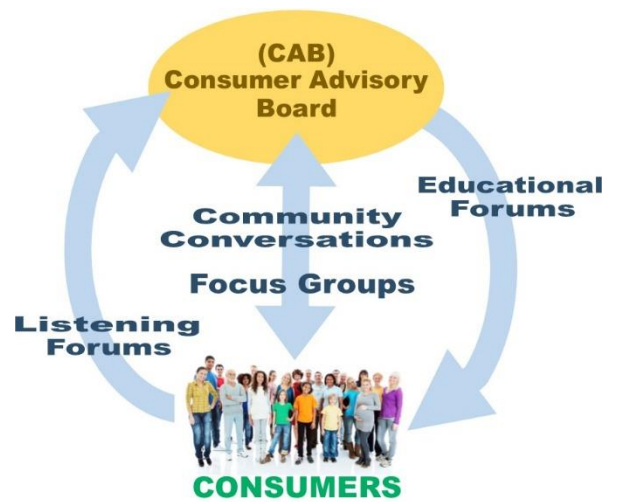 (CAB)
Consumer Advisory
Board
Educational
Forums
Community
Conversations
Focus Groups
Listening
Forums
CONSUMERS